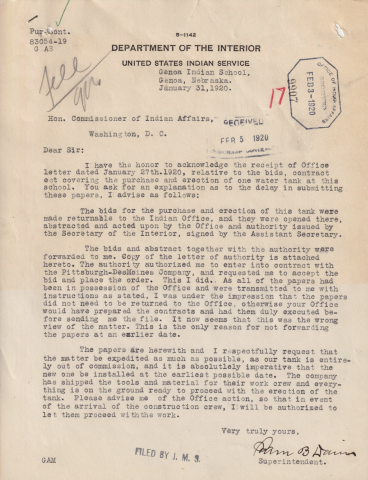 Pur-Cont.
83054-19
G A B
5-1142
DEPARTMENT OF THE INTERIOR
UNITED STATES INDIAN SERVICE
Genoa Indian School,
Genoa, Nebraska.
January 31,1920.
OFFICE OF INDIAN AFFAIRS
RECEIVED
FEB 3-1920
9907
17
Hon. Commissioner of Indian Affairs,
RECEIVED
FEB 5 1920
Washington, D. C.
Dear Sir:
I have the honor to acknowledge the receipt of Office
letter dated January 27th.1920, relative to the bids, contract
ect covering the purchase and erection of one water tank at this
school. You ask for an explanation as to the delay in submitting
these papers, I advise as follows:
The bids for the purchase and erection of this tank were
made returnable to the Indian Office, and they were opened there,
abstracted and acted upon by the Office and authority issued by
the Secretary of the Interior, signed by the Assistant Secretary.
The bids and abstract together with the authority were
forwarded to me. Copy of the letter of authority is attached
hereto. The authority authorized me to enter into contract with
the Pittsburgh-DesMoines Company, and requested me to accept the
bid and place the order. This I did. As all of the papers had
been in possession of the Office and were transmitted to me with
instructions as stated, I was under the impression that the papers
did not need to be returned to the Office, otherwise your Office
would have prepared the contracts and had them duly executed be-
fore sending me the file. It now seems that this was the wrong
view of the matter. This is the only reason for not forwarding
the papers at an earlier date.
The papers are herewith and I respectfully request that
the matter be expedited as much as possible, as our tank is entire-
ly out of commission, and it is absolutely imperative that the
new one be installed at the earliest possible date. The company
has shipped the tools and material for their work crew and every-
thing is on the ground ready to proceed with the erection of the
tank. Please advise me of the Office action, so that in event
of the arrival of the construction crew, I will be authorized to
let them proceed with the work.
Very truly yours,
Sam B Davis
Superintendent.
GAM
FILED BY J. M. S.